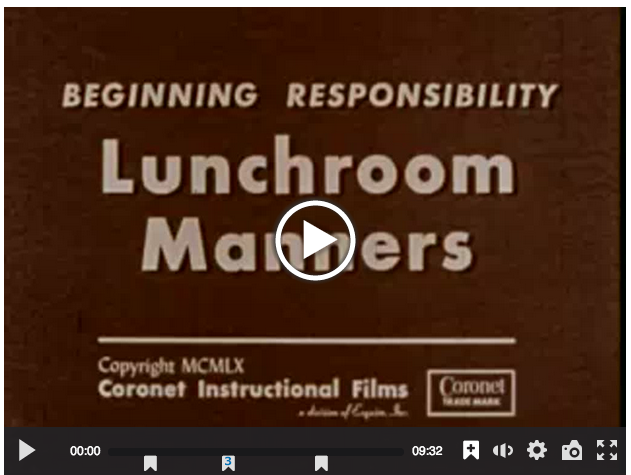 BEGINNING RESPONSIBILITY
Lunchroom
Manners
Copyright MCMLX
Coronet Instructional Films
a division of Esquire, Inc.
Coronet
TRADE MARK
00:00
3
09:32